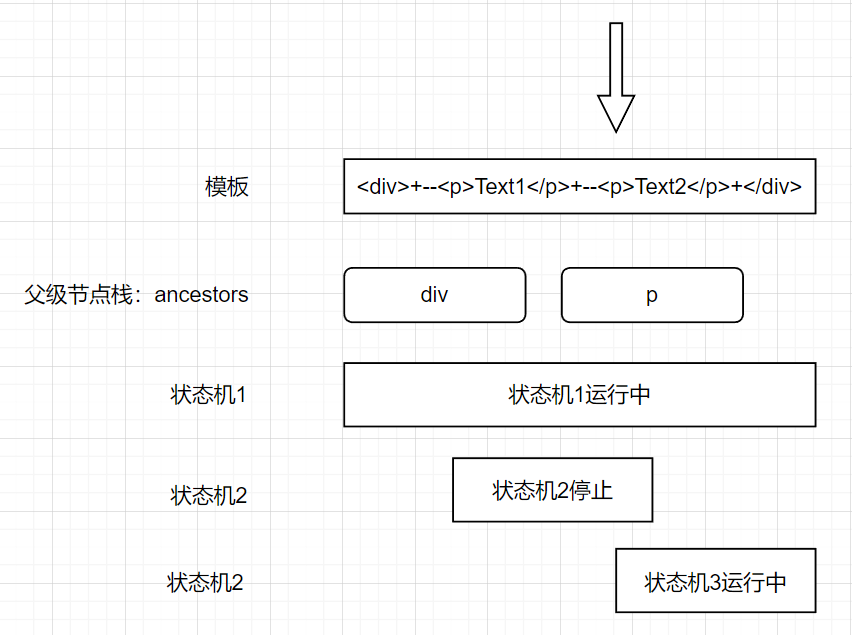 模板 <div>+--<p>Text1</p>+--<p>Text2</p>+</div>
父级节点栈：ancestors div p
状态机1 状态机1运行中
状态机2 状态机2停止
状态机2 状态机3运行中